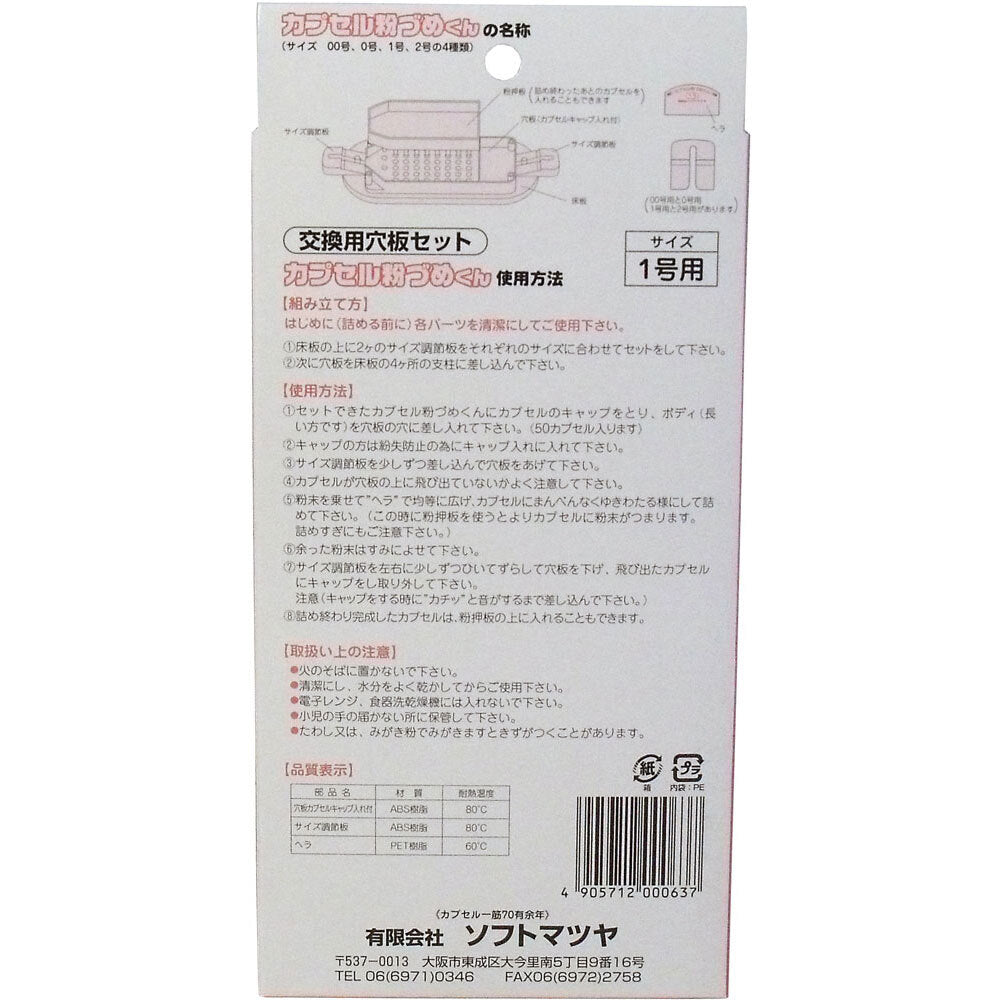 カプセル粉づめくんの名称
(サイズ 00号、0号、1号、2号の4種類)
粉押板(詰め終わったあとのカプセルを
入れることもできます)
穴板(カプセルキャップ入れ付)
サイズ調節板
サイズ調節板
床板
ヘラ
(00号用と0号用
1号用と2号用があります)
交換用穴板セット
サイズ
1号用
カプセル粉づめくん 使用方法
【組み立て方】
はじめに(詰める前に)各パーツを清潔にしてご使用下さい。
①床板の上に2ヶのサイズ調節板をそれぞれのサイズに合わせてセットをして下さい。
②次に穴板を床板の4ヶ所の支柱に差し込んで下さい。
【使用方法】
①セットできたカプセル粉づめくんにカプセルのキャップをとり、ボディ(長
い方です)を穴板の穴に差し入れて下さい。(50カプセル入ります)
②キャップの方は紛失防止の為にキャップ入れに入れて下さい。
③サイズ調節板を少しずつ差し込んで穴板をあげて下さい。
④カプセルが穴板の上に飛び出ていないかよく注意して下さい。
⑤粉末を乗せて"ヘラ"で均等に広げ、カプセルにまんべんなくゆきわたる様にして詰
めて下さい。(この時に粉押板を使うとよりカプセルに粉末がつまります。
詰めすぎにもご注意下さい。)
⑥余った粉末はすみによせて下さい。
⑦サイズ調節板を左右に少しずつひいてずらして穴板を下げ、飛び出たカプセル
にキャップをし取り外して下さい。
注意(キャップをする時に"カチッ"と音がするまで差し込んで下さい。)
⑧詰め終わり完成したカプセルは、粉押板の上に入れることもできます。
【取扱い上の注意】
●火のそばに置かないで下さい。
●清潔にし、水分をよく乾かしてからご使用下さい。
●電子レンジ、食器洗乾燥機には入れないで下さい。
●小児の手の届かない所に保管して下さい。
●たわし又は、みがき粉でみがきますときずがつくことがあります。
【品質表示】
部品名 材質 耐熱温度
穴板カプセルキャップ入れ付 ABS樹脂 80℃
サイズ調節板 ABS樹脂 80℃
ヘラ PET樹脂 60℃
紙 プラ
箱 内袋:PE
4 905712 000637
〈カプセル一筋70有余年〉
有限会社 ソフトマツヤ
〒537-0013 大阪市東成区大今里南5丁目9番16号
TEL 06(6971)0346 FAX06(6972)2758